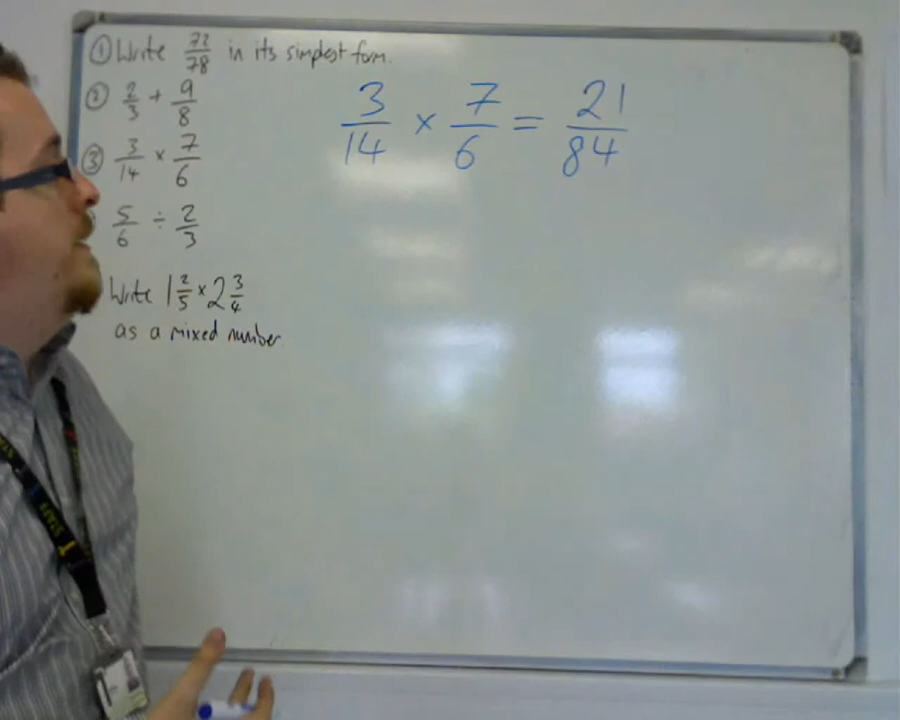 ① Write 72/78 in its simplest form.
② 2/3 + 9/8
③ 3/14 × 7/6
5/6 ÷ 2/3
Write 1 2/5 × 2 3/4
as a mixed number.
3/14 × 7/6 = 21/84
STAFF